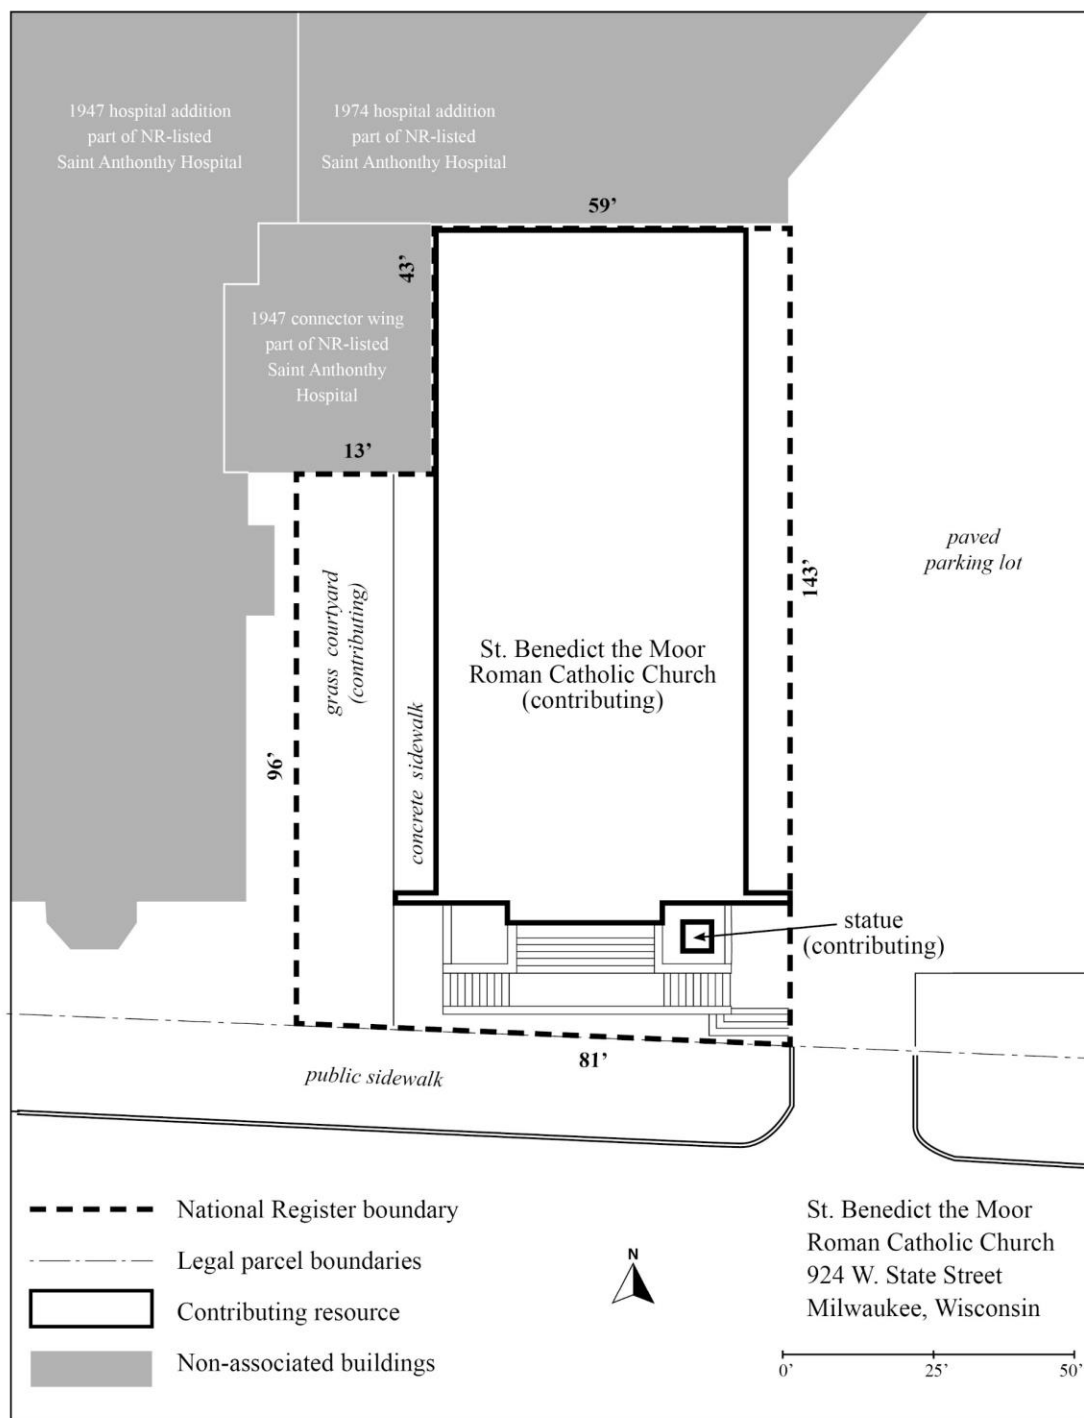 1947 hospital addition
part of NR-listed
Saint Anthonthy Hospital
1974 hospital addition
part of NR-listed
Saint Anthonthy Hospital
59’
43’
1947 connector wing
part of NR-listed
Saint Anthonthy
Hospital
13’
grass courtyard
(contributing)
concrete sidewalk
96’
St. Benedict the Moor
Roman Catholic Church
(contributing)
143’
paved
parking lot
statue
(contributing)
81’
public sidewalk
National Register boundary
Legal parcel boundaries
Contributing resource
Non-associated buildings
N
St. Benedict the Moor
Roman Catholic Church
924 W. State Street
Milwaukee, Wisconsin
0’ 25’ 50’